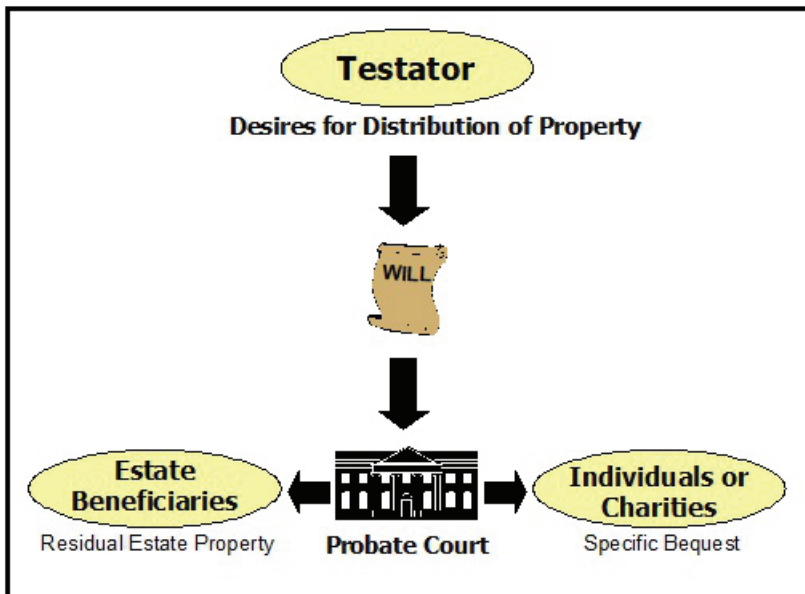 Testator
Desires for Distribution of Property
WILL
Estate
Beneficiaries
Residual Estate Property
Probate Court
Individuals or
Charities
Specific Bequest